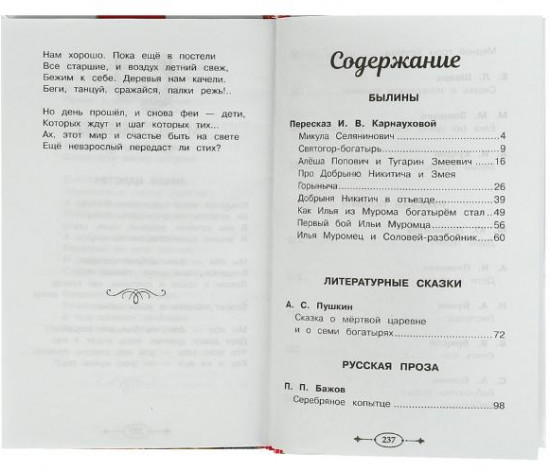 Нам хорошо. Пока ещё в постели
Все старшие, и воздух летний свеж,
Бежим к себе. Деревья нам качели.
Беги, танцуй, сражайся, палки режь!..
Но день прошёл, и снова феи — дети,
Которых ждут и шаг которых тих...
Ах, этот мир и счастье быть на свете
Ещё невзрослый передаст ли стих?
Содержание
БЫЛИНЫ
Пересказ И. В. Карнауховой
Микула Селянинович 4
Святогор-богатырь 9
Алёша Попович и Тугарин Змеевич 16
Про Добрыню Никитича и Змея
Горыныча 26
Добрыня Никитич в отъезде 39
Как Илья из Мурома богатырём стал 49
Первый бой Ильи Муромца 56
Илья Муромец и Соловей-разбойник 60
ЛИТЕРАТУРНЫЕ СКАЗКИ
А. С. Пушкин
Сказка о мёртвой царевне
и о семи богатырях 72
РУССКАЯ ПРОЗА
П. П. Бажов
Серебряное копытце 98
237